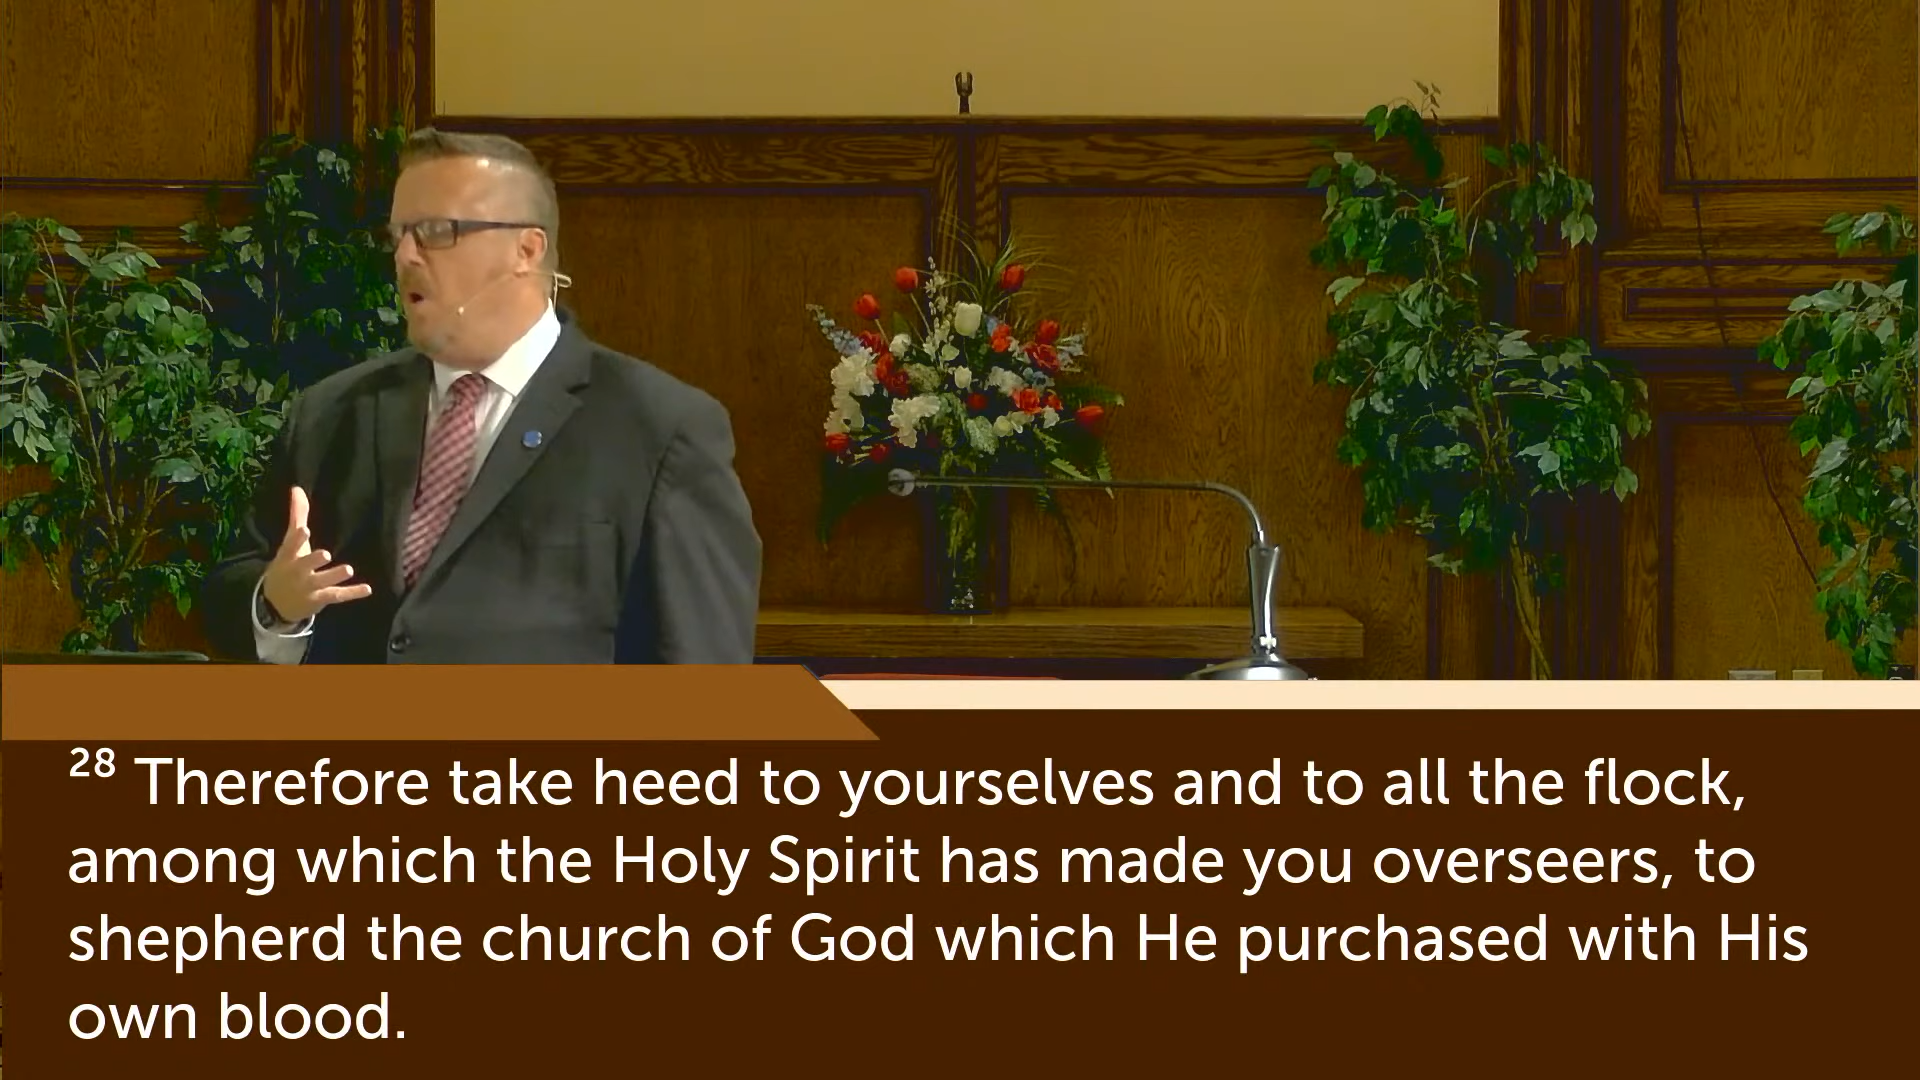 28 Therefore take heed to yourselves and to all the flock,
among which the Holy Spirit has made you overseers, to
shepherd the church of God which He purchased with His
own blood.